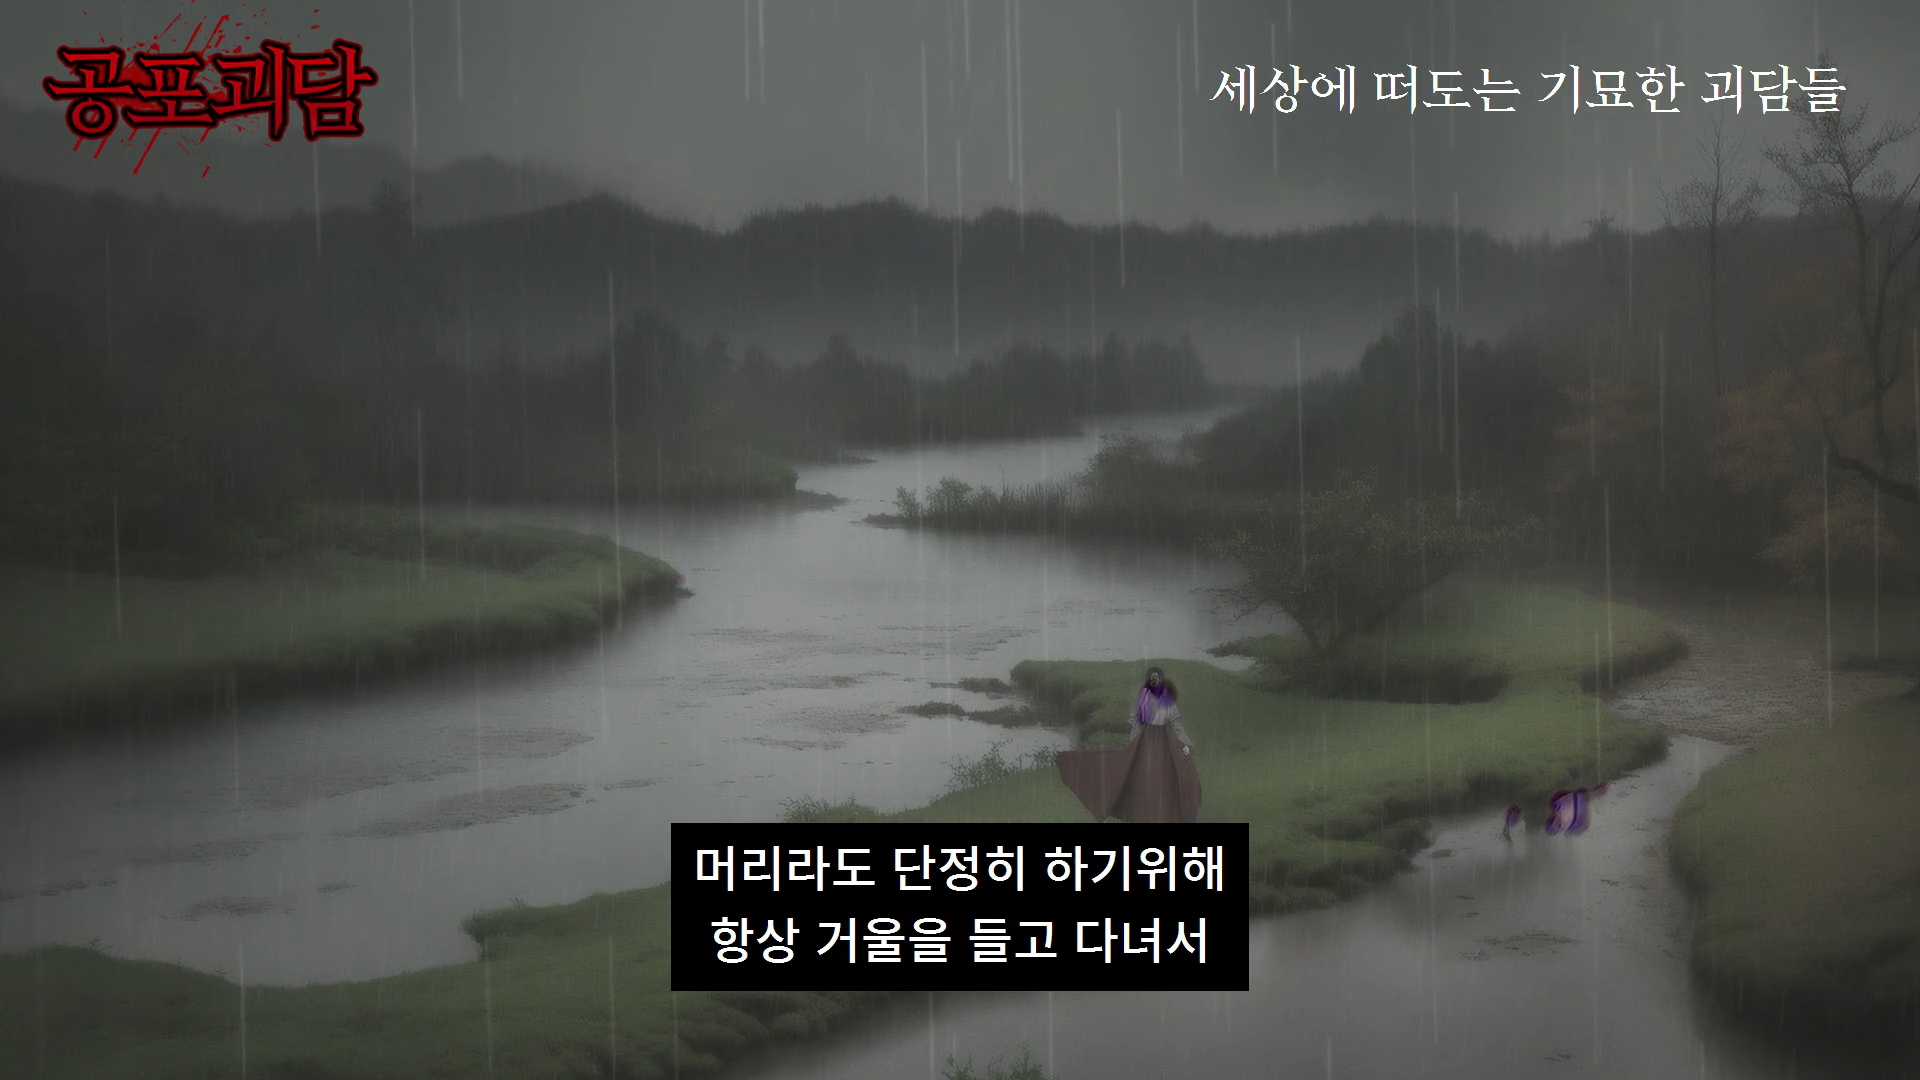 공포괴담
세상에 떠도는 기묘한 괴담들
머리라도 단정히 하기위해
항상 거울을 들고 다녀서